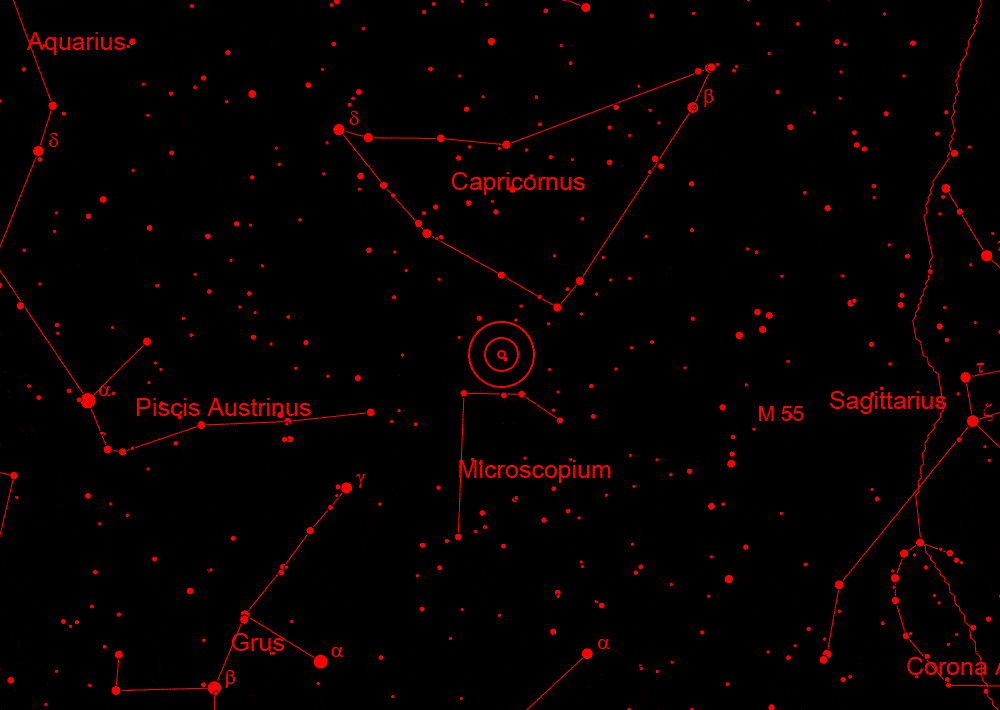 Aquarius
δ
δ
β
Capricornus
α
Piscis Austrinus
M 55
Sagittarius
τ
ζ
Microscopium
γ
Grus
α
β
α
Corona A